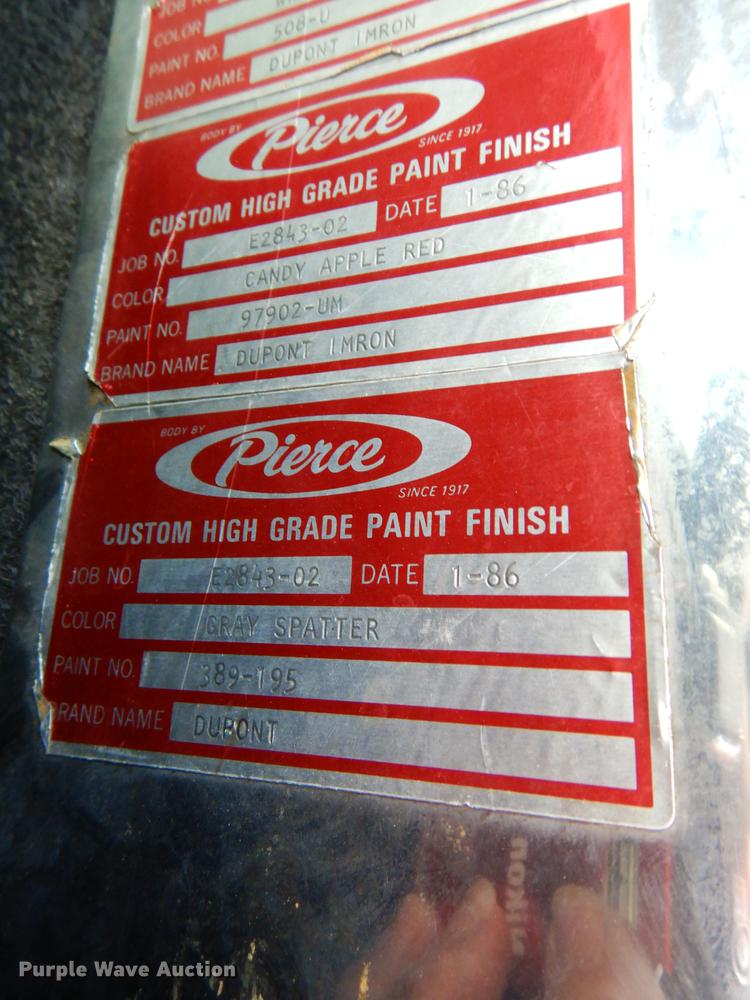 JOB
COLOR
PAINT NO. 508-U
BRAND NAME DUPONT IMRON
BODY BY Pierce SINCE 1917
CUSTOM HIGH GRADE PAINT FINISH
JOB NO. E2843-02 DATE 1-86
COLOR CANDY APPLE RED
PAINT NO. 97902-UM
BRAND NAME DUPONT IMRON
BODY BY Pierce SINCE 1917
CUSTOM HIGH GRADE PAINT FINISH
JOB NO. E2843-02 DATE 1-86
COLOR GRAY SPATTER
PAINT NO. 389-195
RAND NAME DUPONT
Nikon
Purple Wave Auction